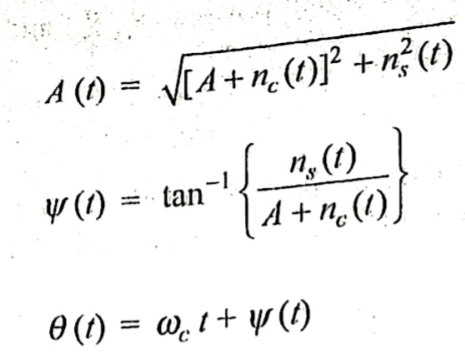 A (t) = √[A + n_c (t)]² + n_s² (t)
ψ (t) = tan⁻¹ { n_s (t) / A + n_c (t) }
θ (t) = ω_c t + ψ (t)